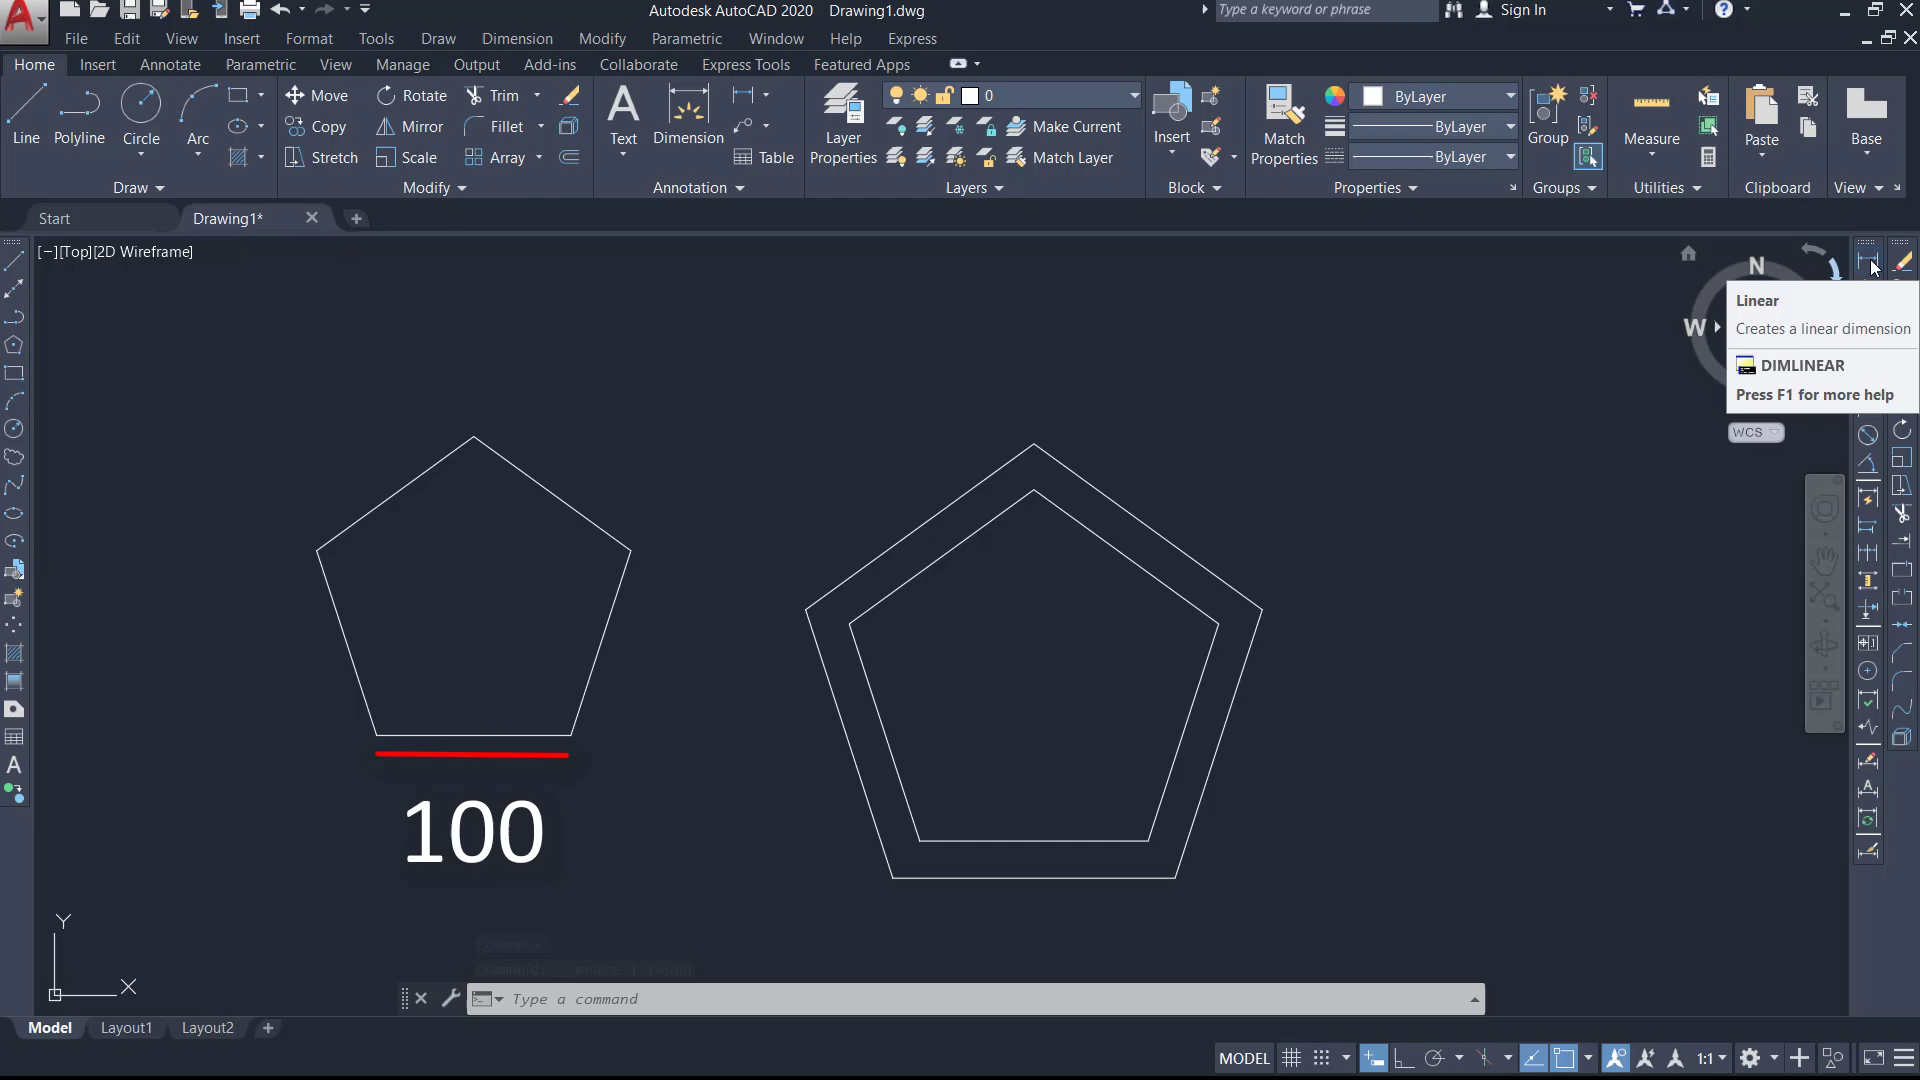 Autodesk AutoCAD 2020 Drawing1.dwg
Type a keyword or phrase
Sign In
File Edit View Insert Format Tools Draw Dimension Modify Parametric Window Help Express
Home Insert Annotate Parametric View Manage Output Add-ins Collaborate Express Tools Featured Apps
Line Polyline Circle Arc
Move Rotate Trim
Copy Mirror Fillet
Stretch Scale Array
Text Dimension
Table
Layer
Properties
0
Make Current
Match Layer
Insert
Match
Properties
ByLayer
ByLayer
ByLayer
Group
Measure
Paste
Base
Draw Modify Annotation Layers Block Properties Groups Utilities Clipboard View
Start Drawing1*
[−][Top][2D Wireframe]
N
W
Linear
Creates a linear dimension
DIMLINEAR
Press F1 for more help
WCS
100
Y
X
Type a command
Model Layout1 Layout2
MODEL 1:1